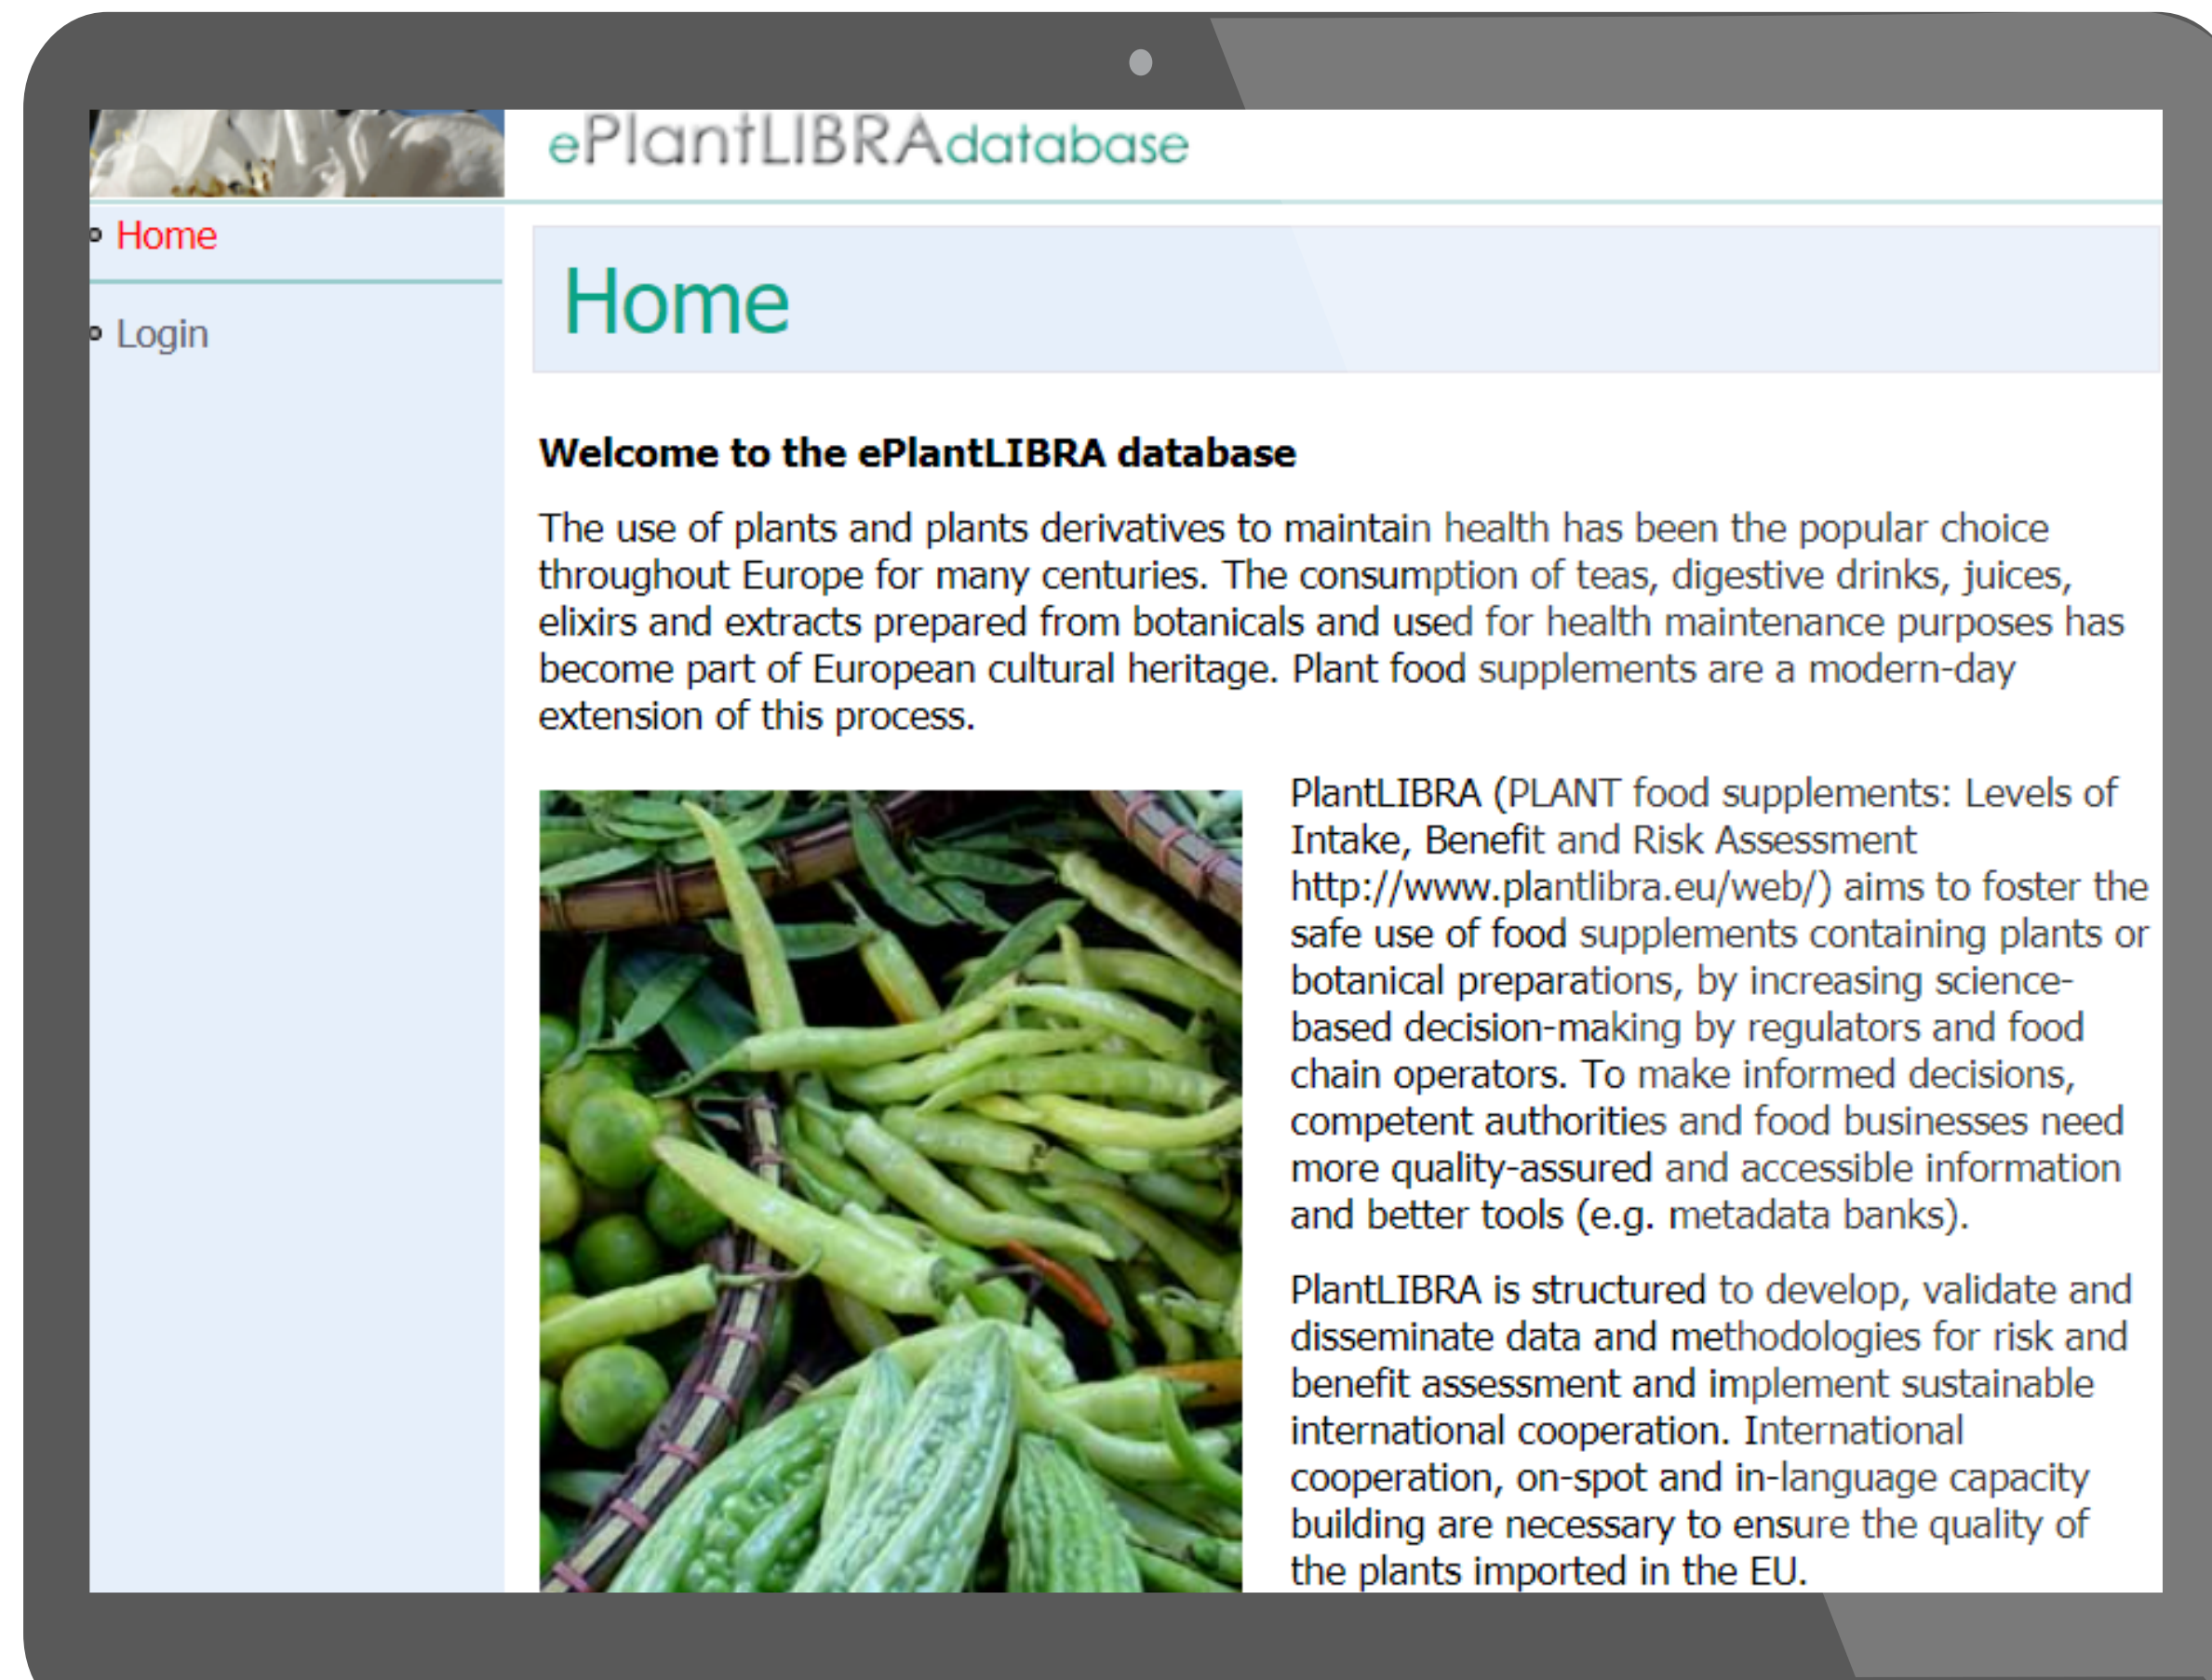 ePlantLIBRAdatabase
Home
Login
Home
Welcome to the ePlantLIBRA database
The use of plants and plants derivatives to maintain health has been the popular choice
throughout Europe for many centuries. The consumption of teas, digestive drinks, juices,
elixirs and extracts prepared from botanicals and used for health maintenance purposes has
become part of European cultural heritage. Plant food supplements are a modern-day
extension of this process.
PlantLIBRA (PLANT food supplements: Levels of
Intake, Benefit and Risk Assessment
http://www.plantlibra.eu/web/) aims to foster the
safe use of food supplements containing plants or
botanical preparations, by increasing science-
based decision-making by regulators and food
chain operators. To make informed decisions,
competent authorities and food businesses need
more quality-assured and accessible information
and better tools (e.g. metadata banks).
PlantLIBRA is structured to develop, validate and
disseminate data and methodologies for risk and
benefit assessment and implement sustainable
international cooperation. International
cooperation, on-spot and in-language capacity
building are necessary to ensure the quality of
the plants imported in the EU.